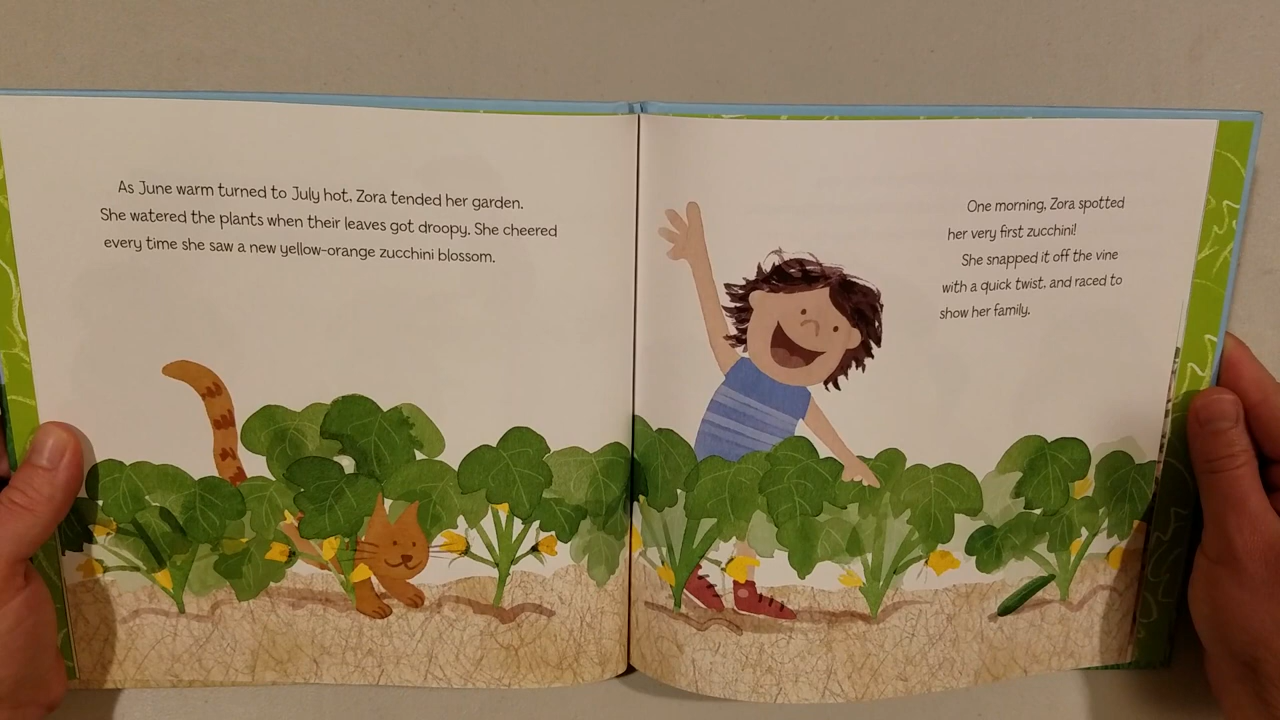 As June warm turned to July hot, Zora tended her garden.
She watered the plants when their leaves got droopy. She cheered
every time she saw a new yellow-orange zucchini blossom.
One morning, Zora spotted
her very first zucchini!
She snapped it off the vine
with a quick twist, and raced to
show her family.